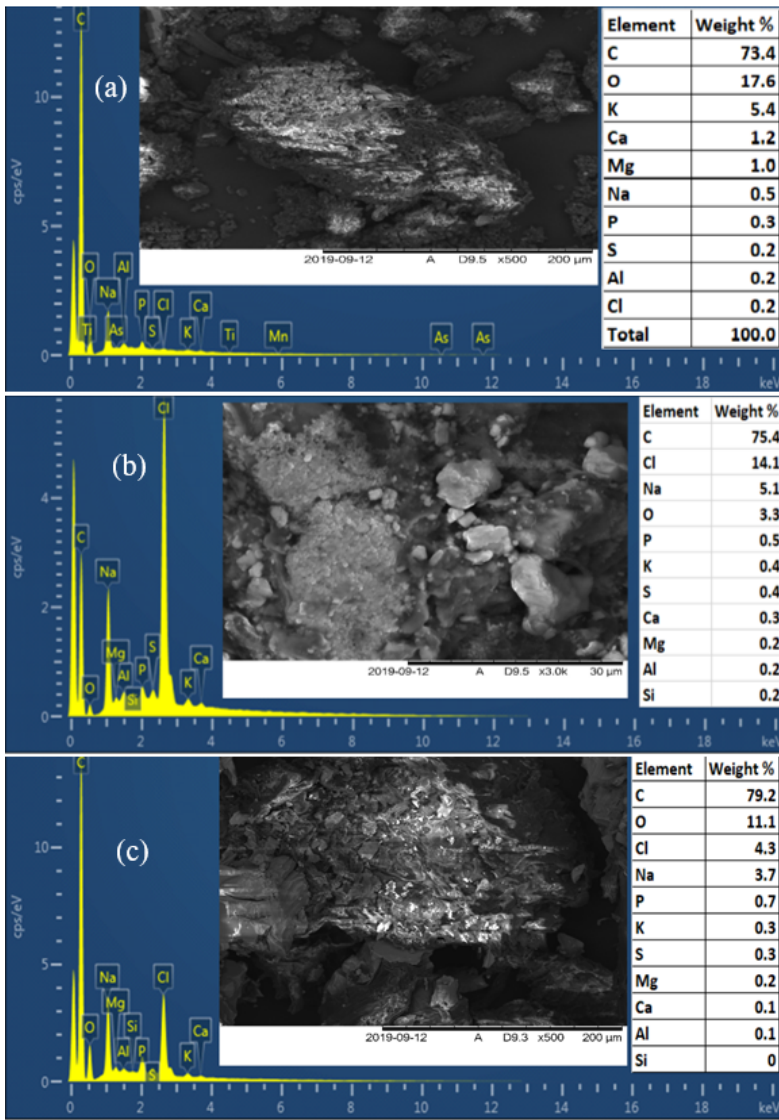 C
(a)
10
5
0
cps/eV
O
Al
Na
P
Cl
Ca
Ti
As
S
K
Ti
Mn
As
As
0 2 4 6 8 10 12 14 16 18 keV
2019-09-12 A D9.5 x500 200 µm
Element Weight %
C 73.4
O 17.6
K 5.4
Ca 1.2
Mg 1.0
Na 0.5
P 0.3
S 0.2
Al 0.2
Cl 0.2
Total 100.0
Cl
(b)
4
2
0
cps/eV
C
Na
Mg
S
Ca
O
Al
P
K
Si
0 2 4 6 8 10 12 14 16 18 keV
2019-09-12 A D9.5 x3.0k 30 µm
Element Weight %
C 75.4
Cl 14.1
Na 5.1
O 3.3
P 0.5
K 0.4
S 0.4
Ca 0.3
Mg 0.2
Al 0.2
Si 0.2
C
(c)
10
5
0
cps/eV
Na
Cl
Mg
O
Si
Ca
Al
P
K
S
0 2 4 6 8 10 12 14 16 18 keV
2019-09-12 A D9.3 x500 200 µm
Element Weight %
C 79.2
O 11.1
Cl 4.3
Na 3.7
P 0.7
K 0.3
S 0.3
Mg 0.2
Ca 0.1
Al 0.1
Si 0